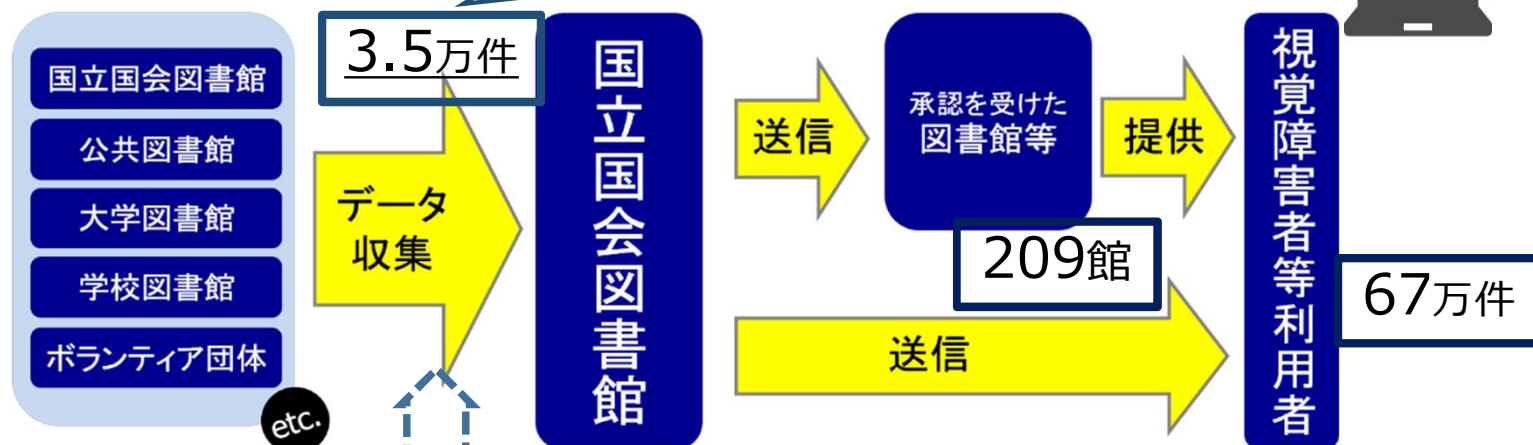 国立国会図書館
公共図書館
大学図書館
学校図書館
ボランティア団体
etc.
3.5万件
データ
収集
国立国会図書館
送信
承認を受けた
図書館等
209館
提供
送信
視覚障害者等利用者
67万件